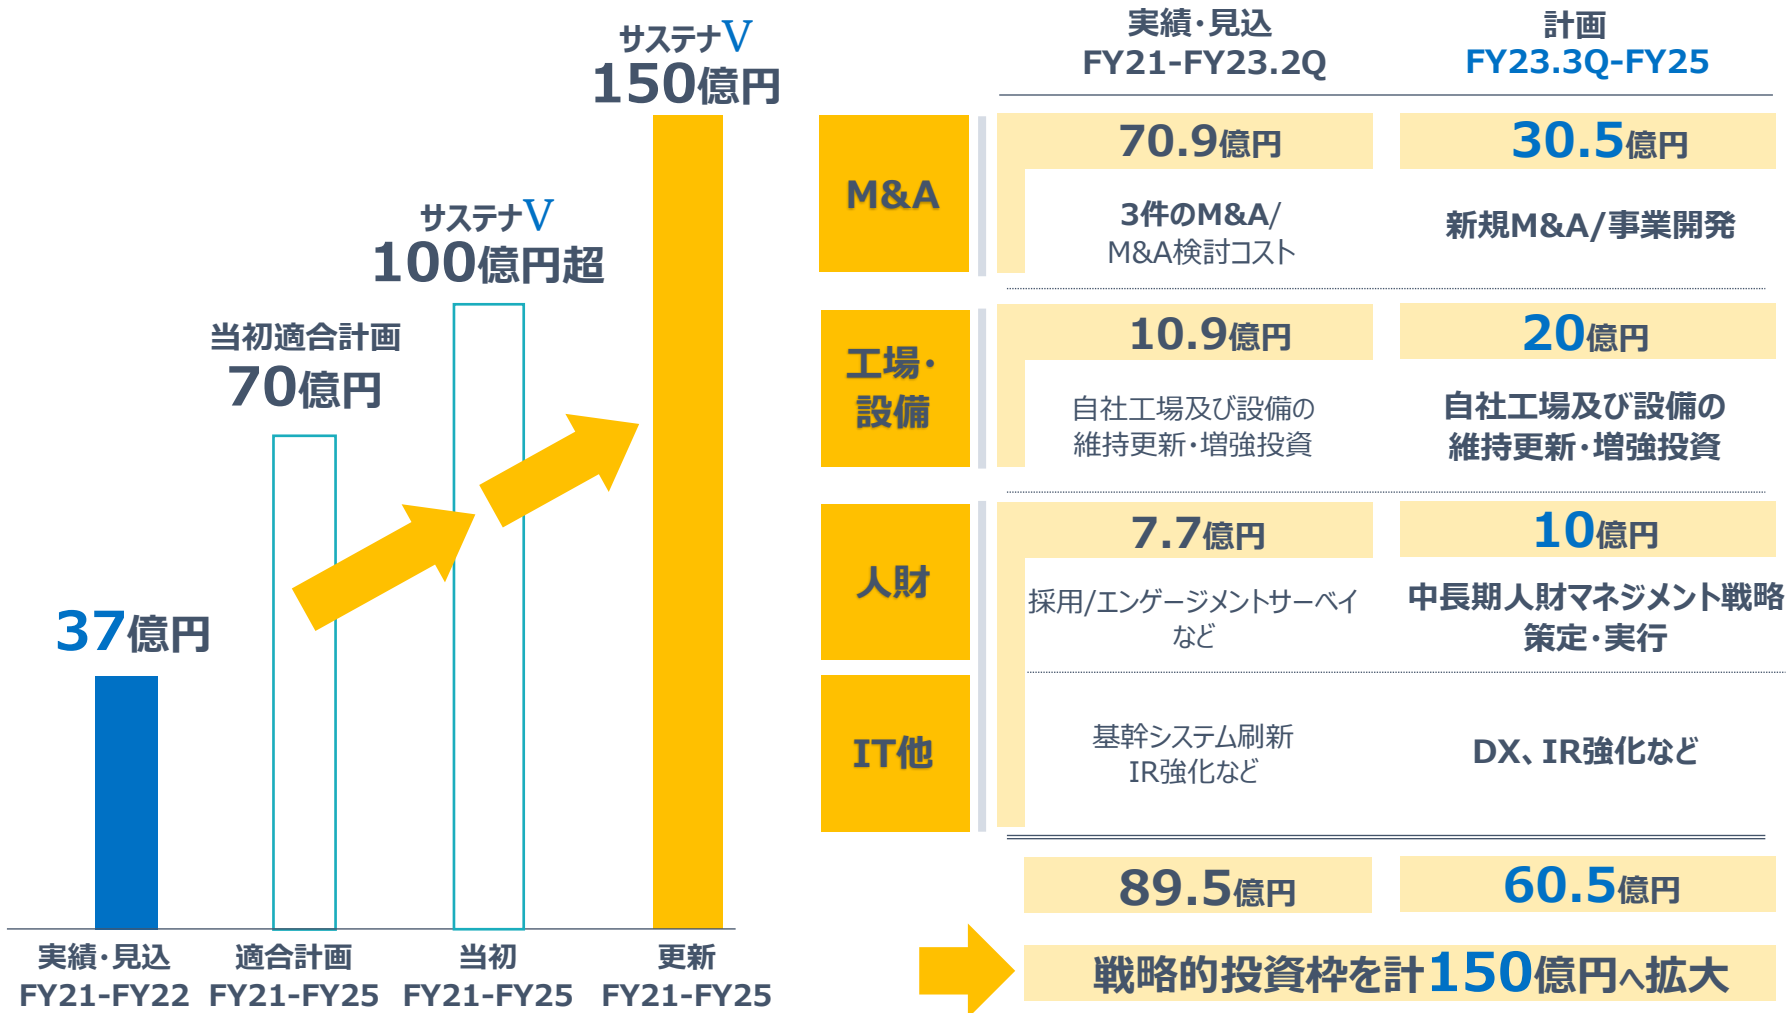 サステナV
150億円
サステナV
100億円超
当初適合計画
70億円
37億円
実績・見込
FY21-FY22
適合計画
FY21-FY25
当初
FY21-FY25
更新
FY21-FY25
実績・見込
FY21-FY23.2Q
計画
FY23.3Q-FY25
M&A
70.9億円
3件のM&A/
M&A検討コスト
30.5億円
新規M&A/事業開発
工場・
設備
10.9億円
自社工場及び設備の
維持更新・増強投資
20億円
自社工場及び設備の
維持更新・増強投資
人財
7.7億円
採用/エンゲージメントサーベイ
など
10億円
中長期人財マネジメント戦略
策定・実行
IT他
基幹システム刷新
IR強化など
DX、IR強化など
89.5億円
60.5億円
戦略的投資枠を計150億円へ拡大